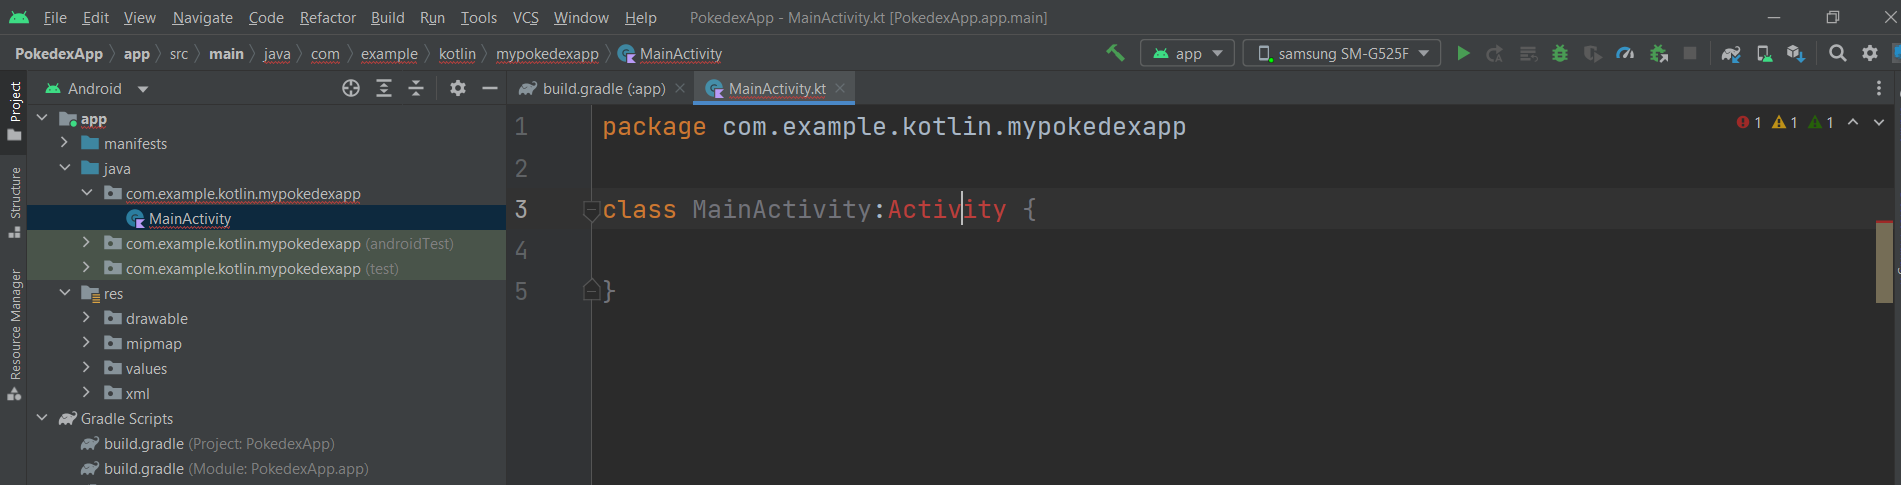 File Edit View Navigate Code Refactor Build Run Tools VCS Window Help PokedexApp - MainActivity.kt [PokedexApp.app.main]
PokedexApp app src main java com example kotlin mypokedexapp MainActivity app samsung SM-G525F
Project
Structure
Resource Manager
Android
app
manifests
java
com.example.kotlin.mypokedexapp
MainActivity
com.example.kotlin.mypokedexapp (androidTest)
com.example.kotlin.mypokedexapp (test)
res
drawable
mipmap
values
xml
Gradle Scripts
build.gradle (Project: PokedexApp)
build.gradle (Module: PokedexApp.app)
build.gradle (:app) MainActivity.kt
1 package com.example.kotlin.mypokedexapp
1 1 1
2
3 class MainActivity:Activity {
4
5 }